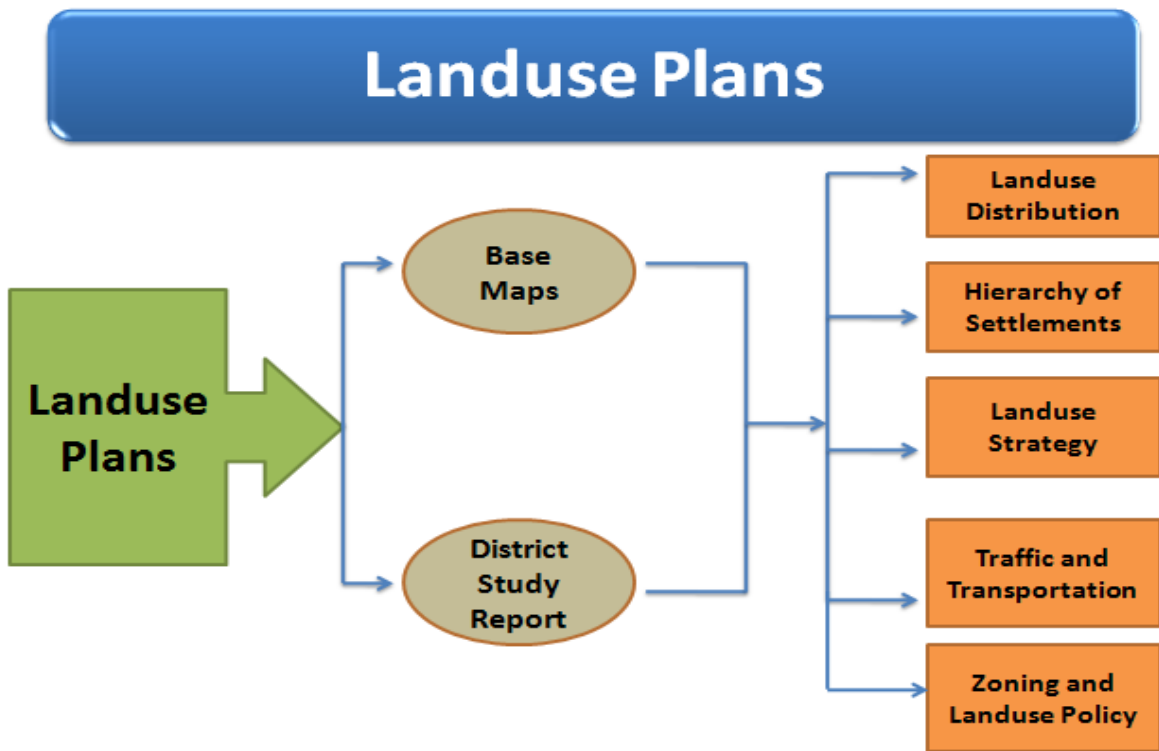 Landuse Plans
Landuse
Plans
Base
Maps
District
Study
Report
Landuse
Distribution
Hierarchy of
Settlements
Landuse
Strategy
Traffic and
Transportation
Zoning and
Landuse Policy